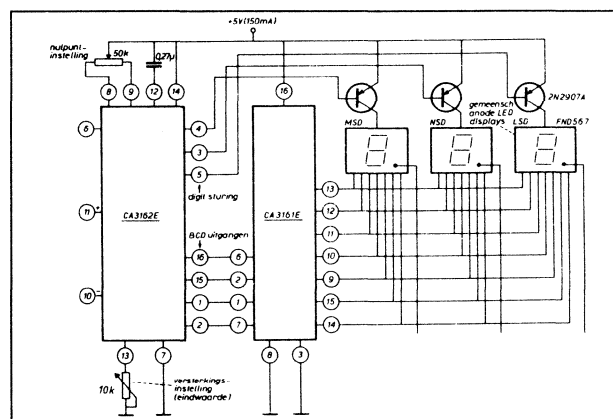 +5V (150mA)
nulpunt-
instelling
50k
0,27µ
8
9
12
14
16
6
4
3
5
2N2907A
MSD
NSD
LSD
gemeensch.
anode LED
displays
FND567
digit sturing
11
+
CA3162E
CA3161E
BCD uitgangen
13
12
11
10
9
15
14
16
6
15
2
1
1
2
7
10
-
13
7
8
3
10k
versterkings-
instelling
(eindwaarde)